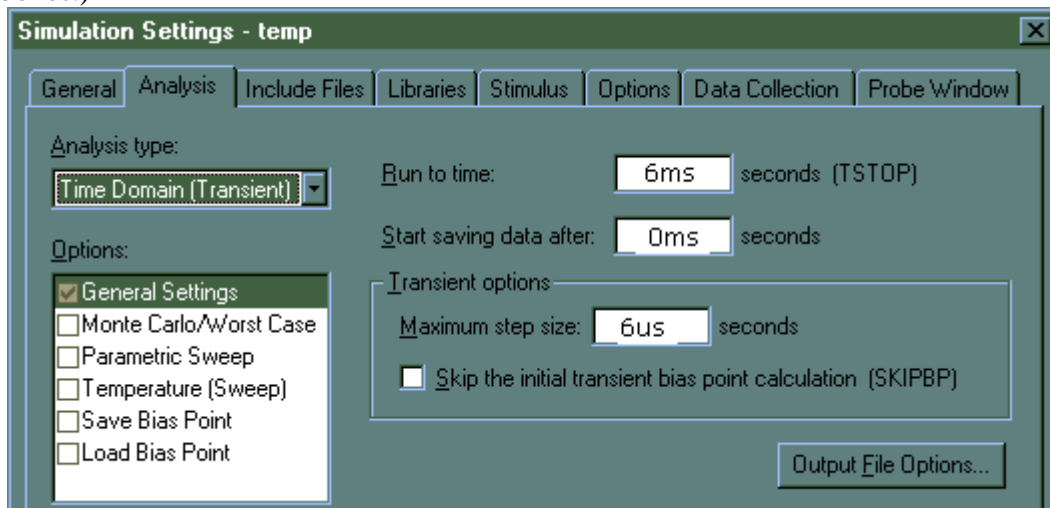 Simulation Settings - temp
General Analysis Include Files Libraries Stimulus Options Data Collection Probe Window
Analysis type:
Time Domain (Transient)
Run to time: 6ms seconds (TSTOP)
Start saving data after: 0ms seconds
Options:
General Settings
Monte Carlo/Worst Case
Parametric Sweep
Temperature (Sweep)
Save Bias Point
Load Bias Point
Transient options
Maximum step size: 6us seconds
Skip the initial transient bias point calculation (SKIPBP)
Output File Options...